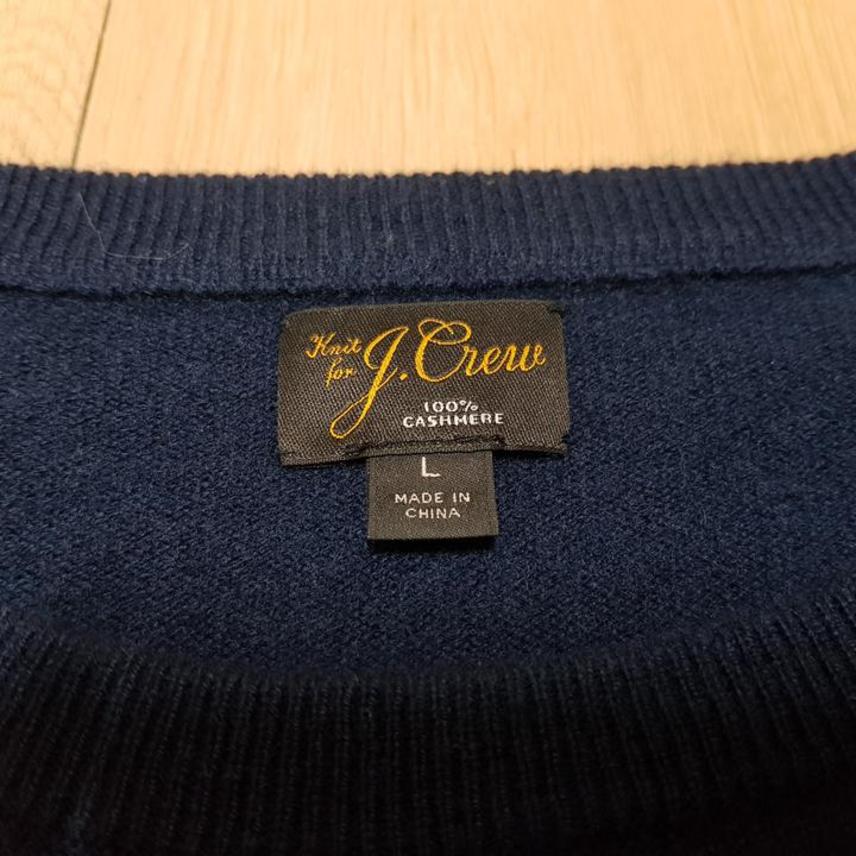 Knit
for J.Crew
100%
CASHMERE
L
MADE IN
CHINA